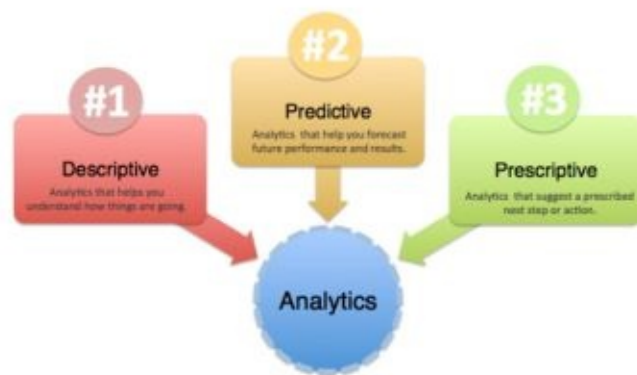 #1
Descriptive
Analytics that helps you
understand how things are going.
#2
Predictive
Analytics that help you forecast
future performance and results.
#3
Prescriptive
Analytics that suggest a prescribed
next step or action.
Analytics